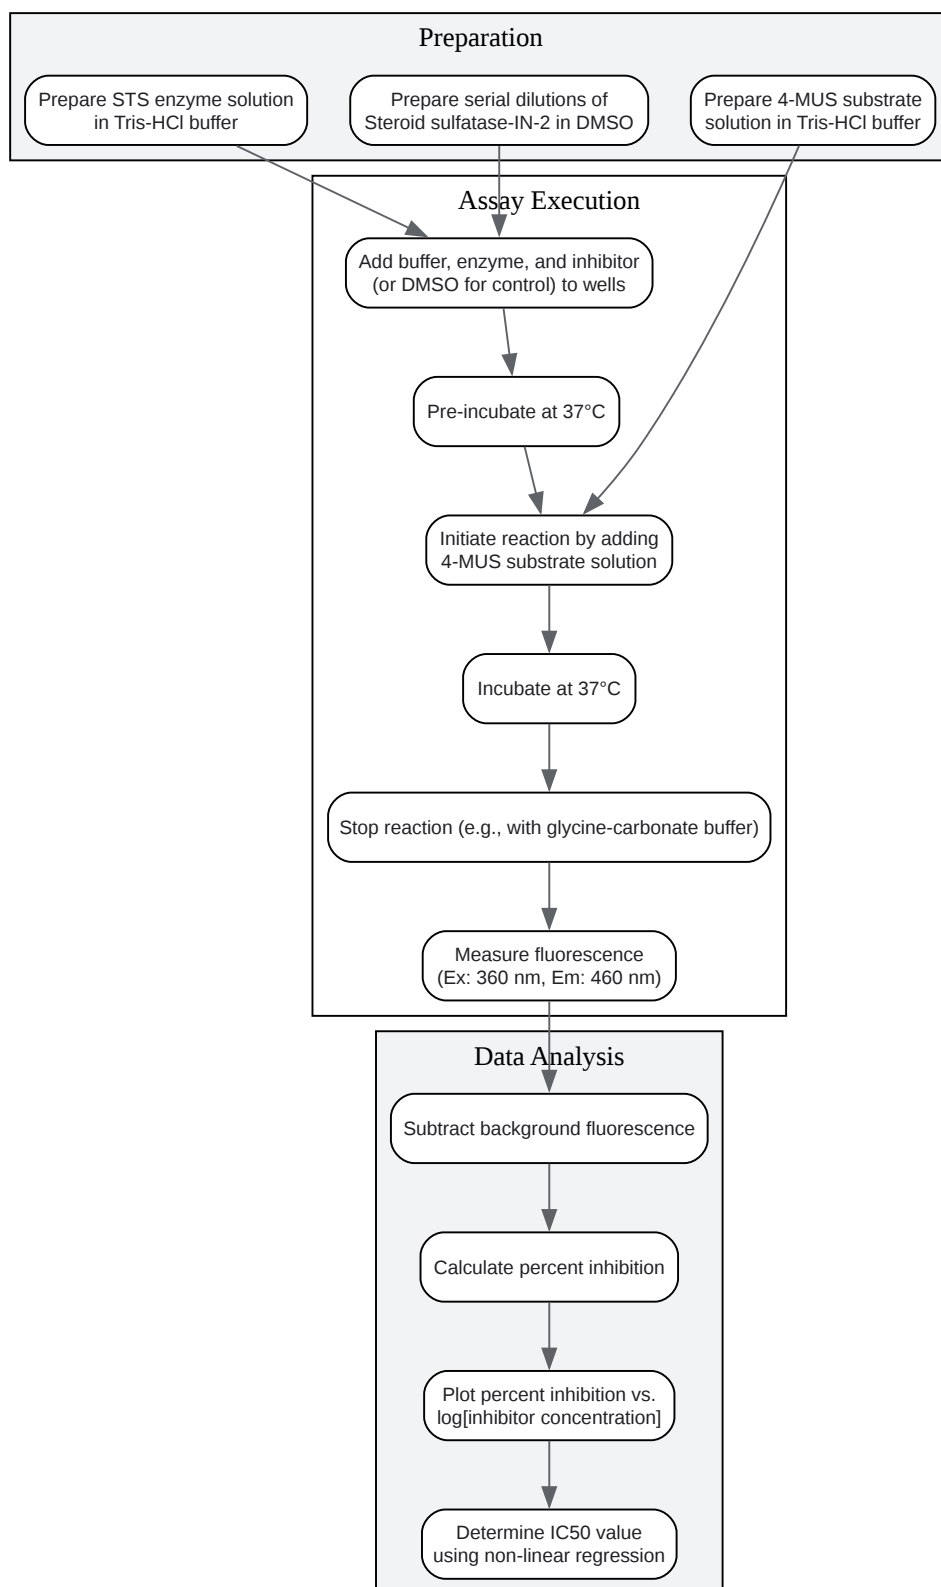 Preparation
Prepare STS enzyme solution
in Tris-HCl buffer
Prepare serial dilutions of
Steroid sulfatase-IN-2 in DMSO
Prepare 4-MUS substrate
solution in Tris-HCl buffer
Assay Execution
Add buffer, enzyme, and inhibitor
(or DMSO for control) to wells
Pre-incubate at 37°C
Initiate reaction by adding
4-MUS substrate solution
Incubate at 37°C
Stop reaction (e.g., with glycine-carbonate buffer)
Measure fluorescence
(Ex: 360 nm, Em: 460 nm)
Data Analysis
Subtract background fluorescence
Calculate percent inhibition
Plot percent inhibition vs.
log[inhibitor concentration]
Determine IC50 value
using non-linear regression